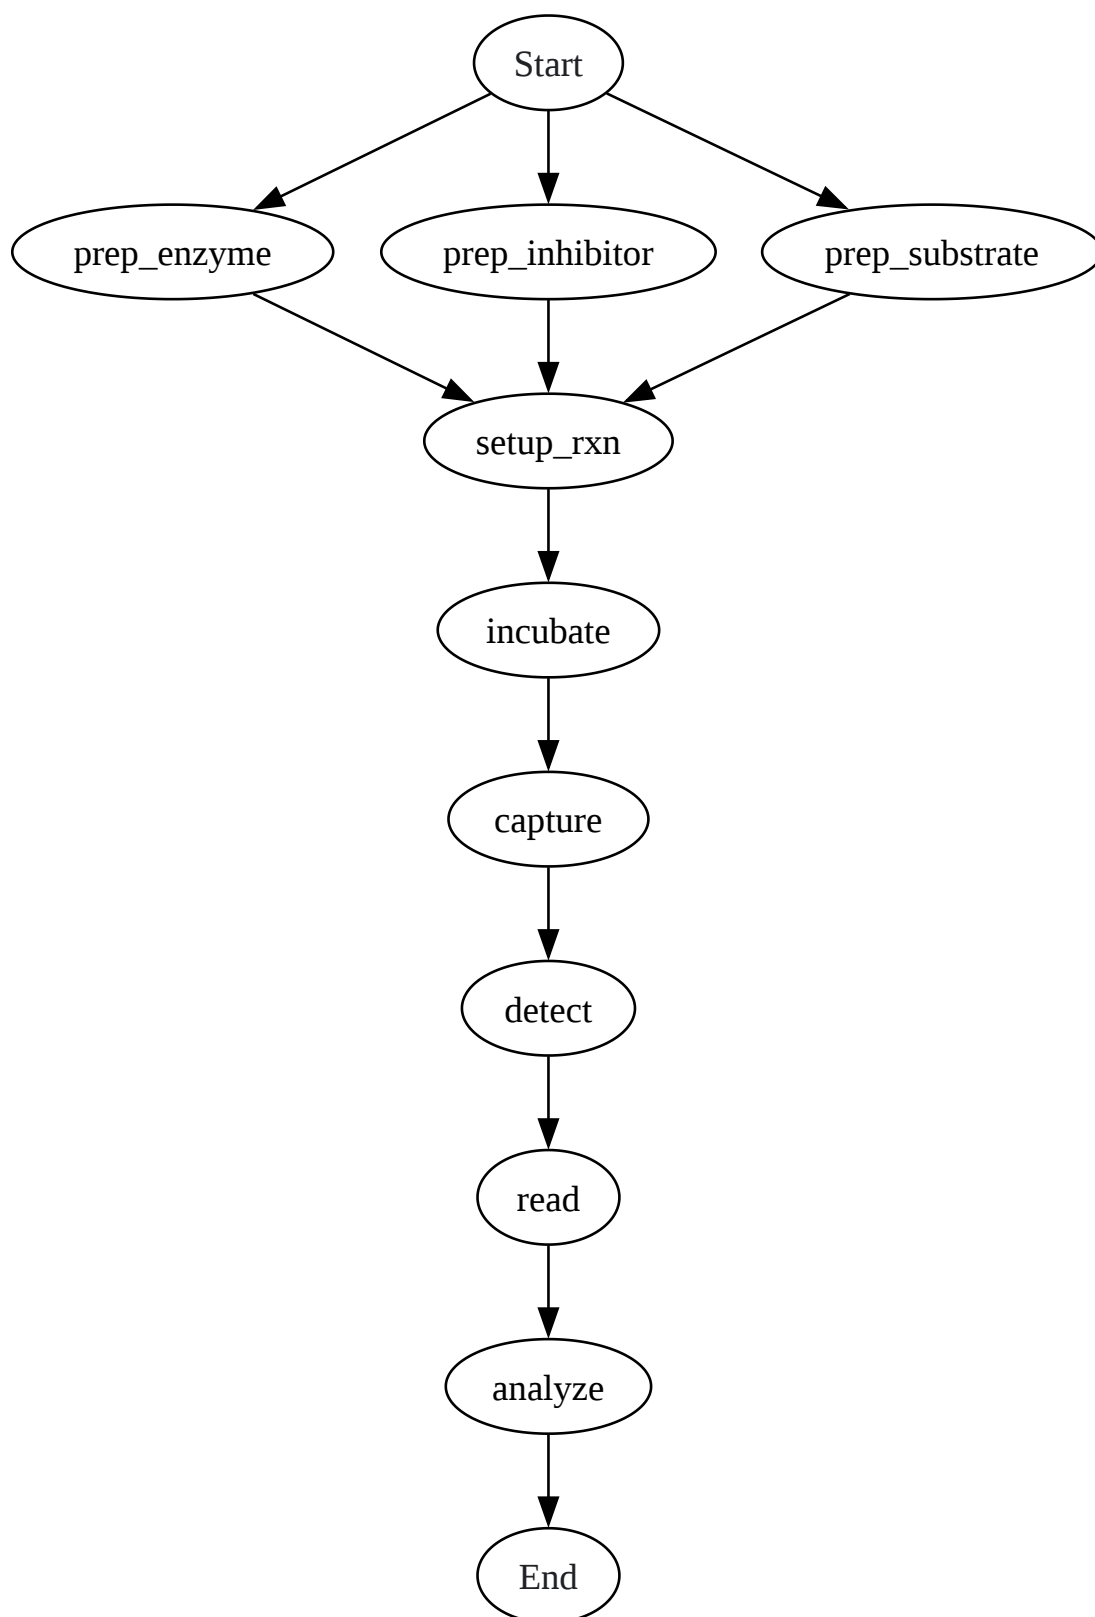 Start
prep_enzyme
prep_inhibitor
prep_substrate
setup_rxn
incubate
capture
detect
read
analyze
End